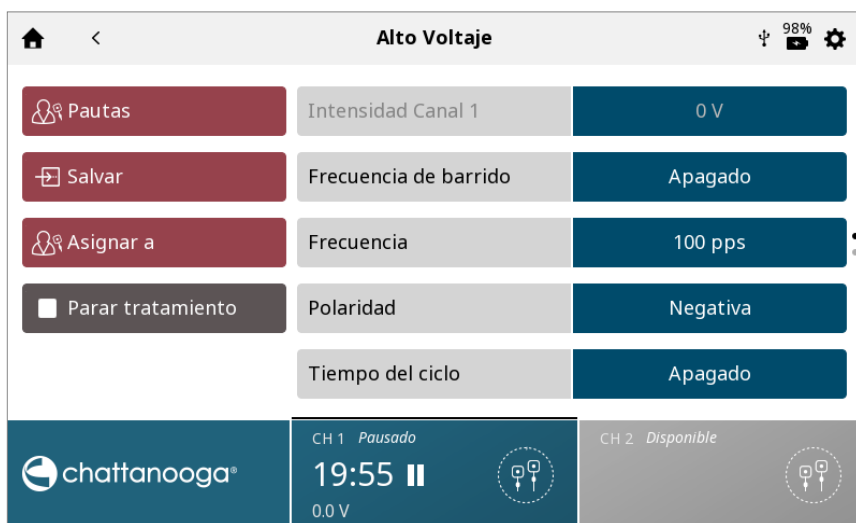 Alto Voltaje
98%
Pautas
Intensidad Canal 1
0 V
Salvar
Frecuencia de barrido
Apagado
Asignar a
Frecuencia
100 pps
Parar tratamiento
Polaridad
Negativa
Tiempo del ciclo
Apagado
chattanooga®
CH 1 Pausado
19:55
0.0 V
CH 2 Disponible